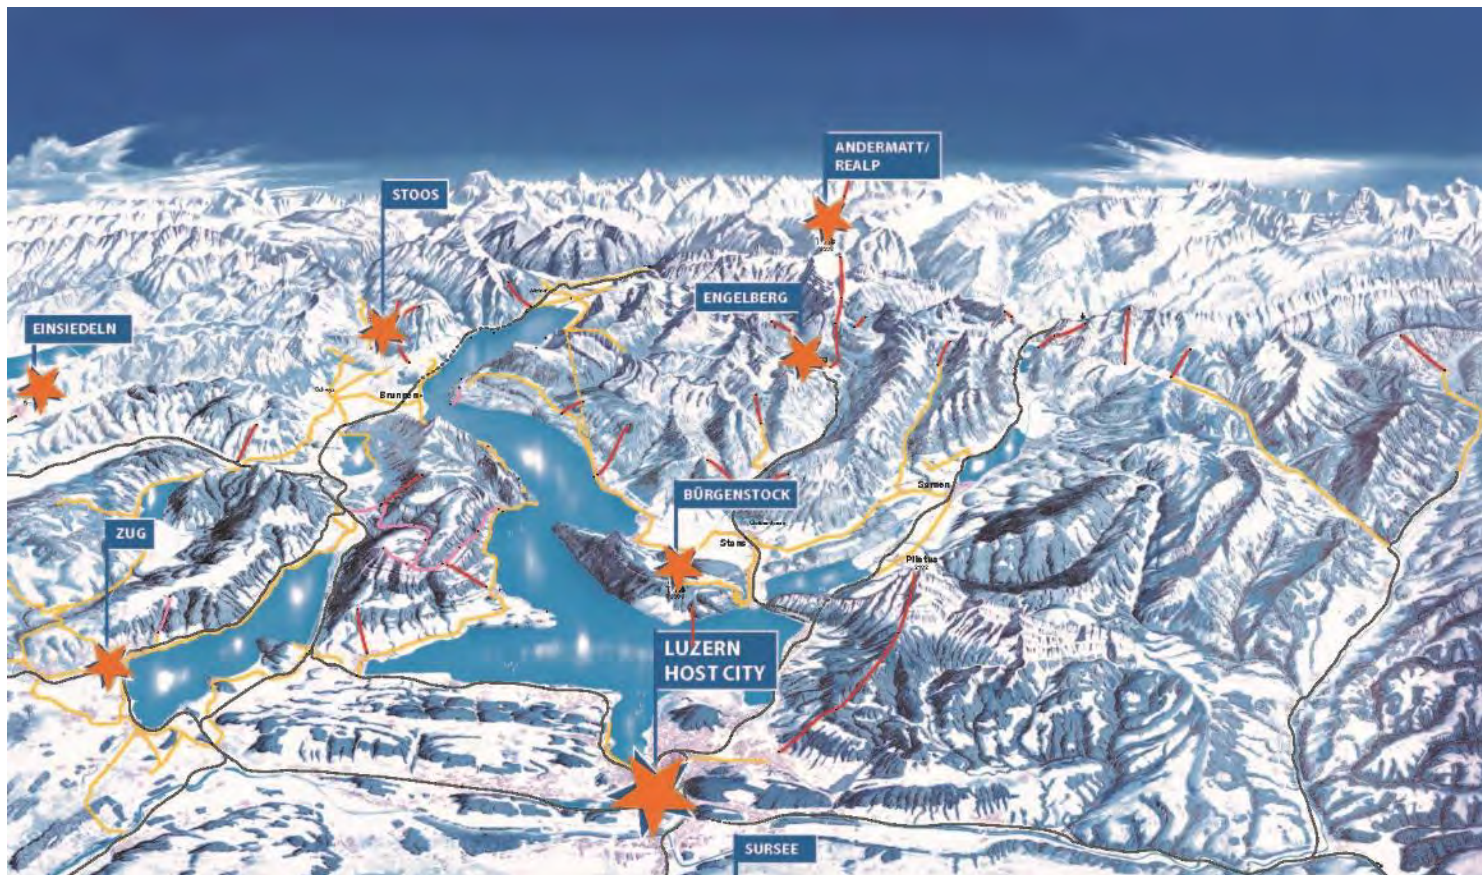 ANDERMATT/
REALP
STOOS
ENGELBERG
EINSIEDELN
Brunnen
BÜRGENSTOCK
Sarnen
ZUG
Stans
Pilatus
LUZERN
HOST CITY
SURSEE